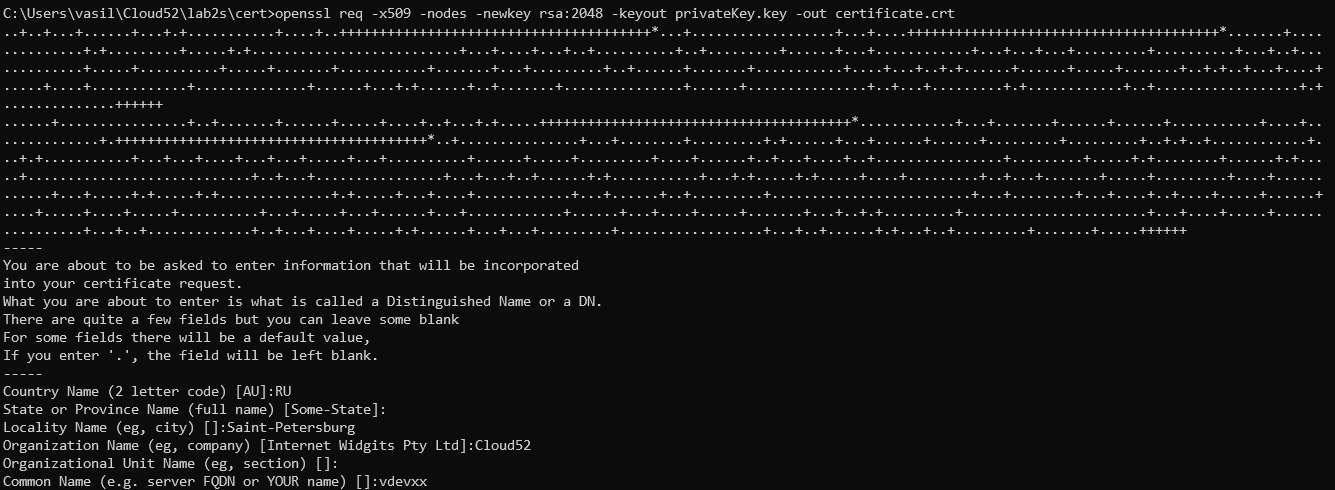 C:\Users\vasil\Cloud52\lab2s\cert>openssl req -x509 -nodes -newkey rsa:2048 -keyout privateKey.key -out certificate.crt
-----
You are about to be asked to enter information that will be incorporated
into your certificate request.
What you are about to enter is what is called a Distinguished Name or a DN.
There are quite a few fields but you can leave some blank
For some fields there will be a default value,
If you enter '.', the field will be left blank.
-----
Country Name (2 letter code) [AU]:RU
State or Province Name (full name) [Some-State]:
Locality Name (eg, city) []:Saint-Petersburg
Organization Name (eg, company) [Internet Widgits Pty Ltd]:Cloud52
Organizational Unit Name (eg, section) []:
Common Name (e.g. server FQDN or YOUR name) []:vdevxx